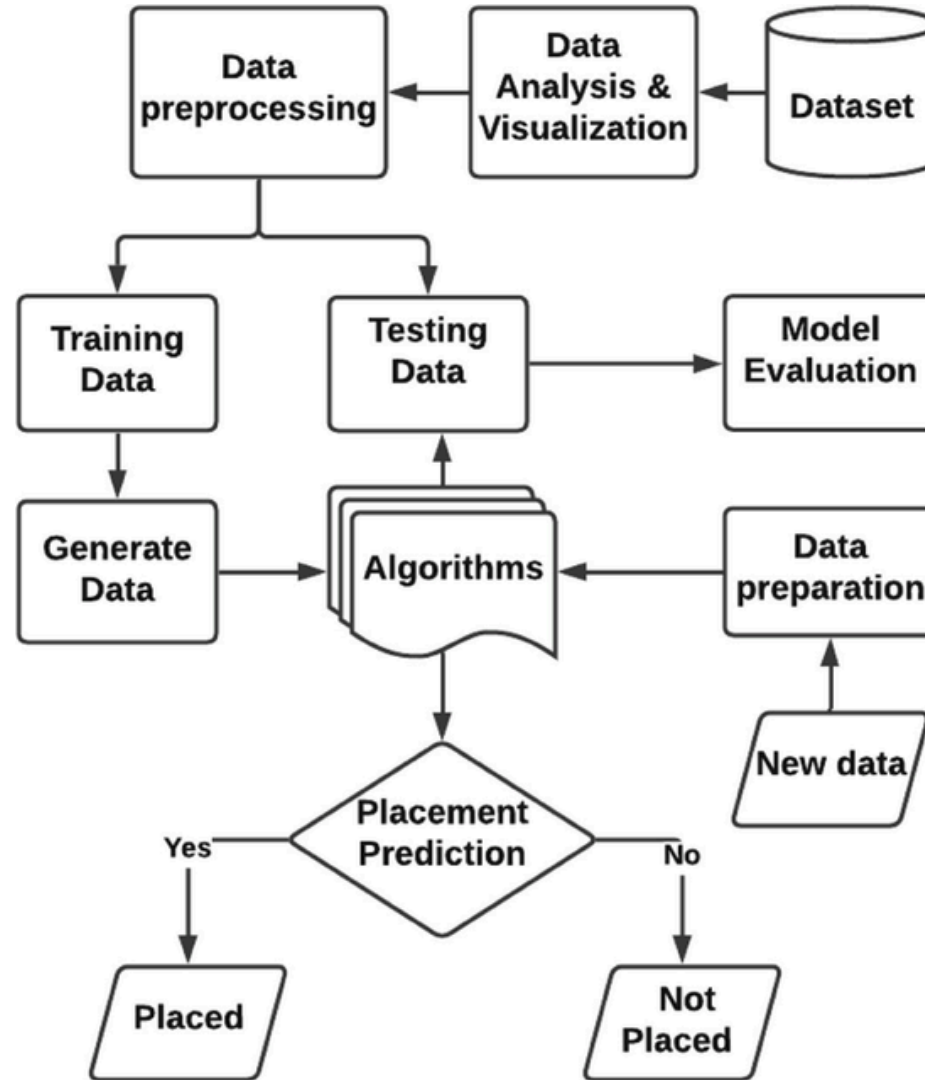 Data
preprocessing
Data
Analysis &
Visualization
Dataset
Training
Data
Testing
Data
Model
Evaluation
Generate
Data
Algorithms
Data
preparation
New data
Placement
Prediction
Yes
No
Placed
Not
Placed